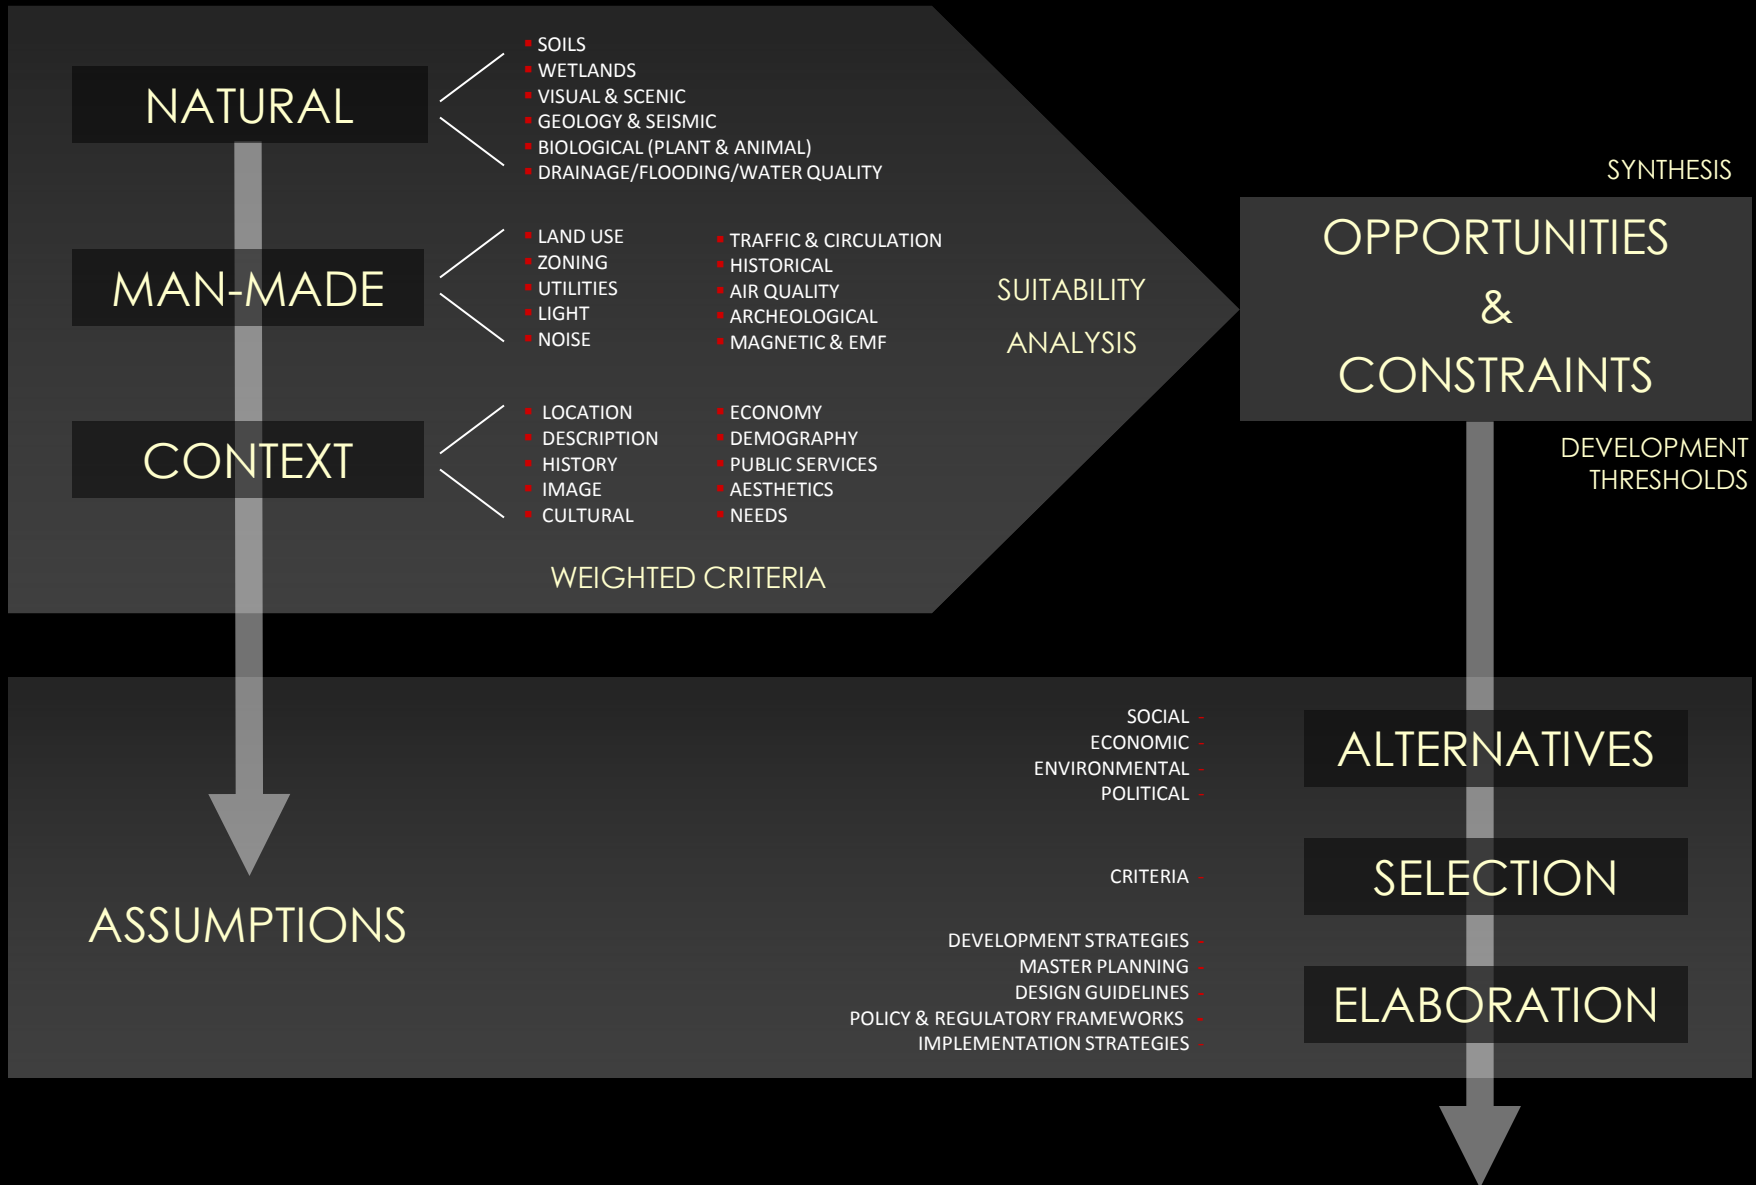 NATURAL
SOILS
WETLANDS
VISUAL & SCENIC
GEOLOGY & SEISMIC
BIOLOGICAL (PLANT & ANIMAL)
DRAINAGE/FLOODING/WATER QUALITY
MAN-MADE
LAND USE
ZONING
UTILITIES
LIGHT
NOISE
TRAFFIC & CIRCULATION
HISTORICAL
AIR QUALITY
ARCHEOLOGICAL
MAGNETIC & EMF
CONTEXT
LOCATION
DESCRIPTION
HISTORY
IMAGE
CULTURAL
ECONOMY
DEMOGRAPHY
PUBLIC SERVICES
AESTHETICS
NEEDS
WEIGHTED CRITERIA
SUITABILITY
ANALYSIS
SYNTHESIS
OPPORTUNITIES
&
CONSTRAINTS
DEVELOPMENT
THRESHOLDS
ASSUMPTIONS
SOCIAL -
ECONOMIC -
ENVIRONMENTAL -
POLITICAL -
ALTERNATIVES
CRITERIA -
SELECTION
DEVELOPMENT STRATEGIES -
MASTER PLANNING -
DESIGN GUIDELINES -
POLICY & REGULATORY FRAMEWORKS -
IMPLEMENTATION STRATEGIES -
ELABORATION